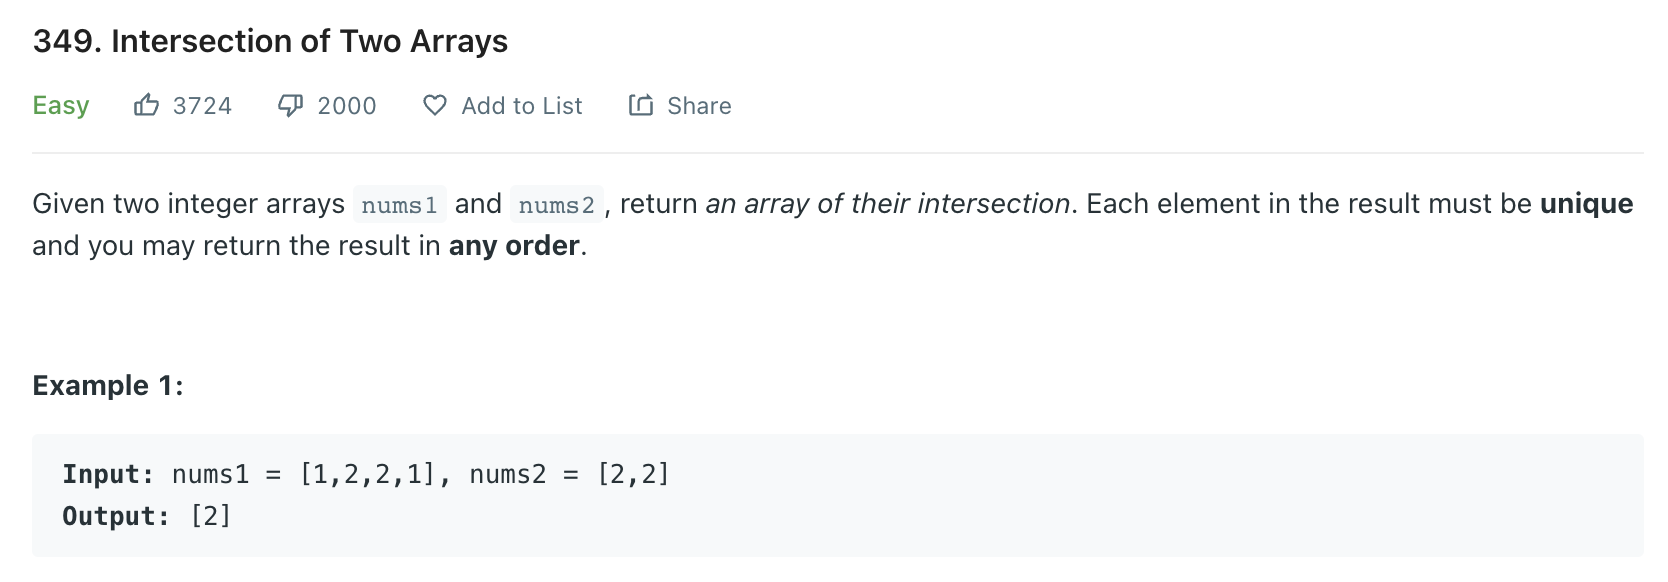 349. Intersection of Two Arrays
Easy 3724 2000 Add to List Share
Given two integer arrays nums1 and nums2, return an array of their intersection. Each element in the result must be unique
and you may return the result in any order.
Example 1:
Input: nums1 = [1,2,2,1], nums2 = [2,2]
Output: [2]